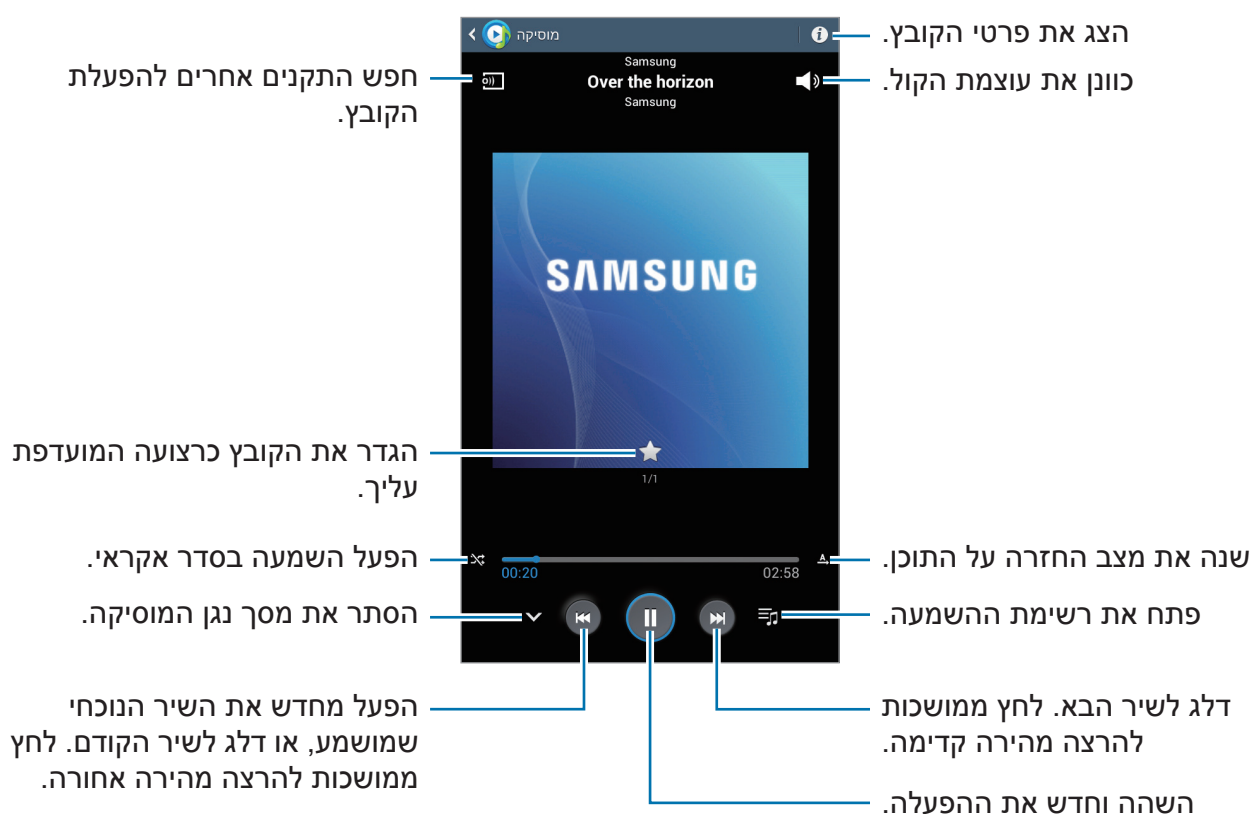 הצג את פרטי הקובץ.
כוונן את עוצמת הקול.
חפש התקנים אחרים להפעלת
הקובץ.
מוסיקה
Samsung
Over the horizon
Samsung
SAMSUNG
הגדר את הקובץ כרצועה המועדפת
עליך.
1/1
הפעל השמעה בסדר אקראי.
00:20
02:58
A
שנה את מצב החזרה על התוכן.
הסתר את מסך נגן המוסיקה.
פתח את רשימת ההשמעה.
הפעל מחדש את השיר הנוכחי
שמושמע, או דלג לשיר הקודם. לחץ
ממושכות להרצה מהירה אחורה.
דלג לשיר הבא. לחץ ממושכות
להרצה מהירה קדימה.
השהה וחדש את ההפעלה.